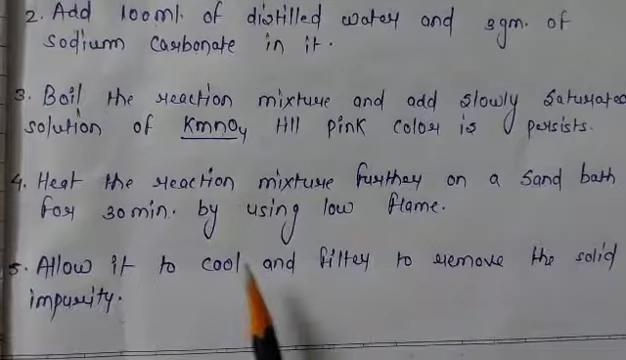 2. Add 100ml. of distilled water and 3gm. of
sodium carbonate in it.
3. Boil the reaction mixture and add slowly saturated
solution of KMnO4 till pink color is persists.
4. Heat the reaction mixture further on a sand bath
for 30 min. by using low flame.
5. Allow it to cool and filter to remove the solid
impurity.